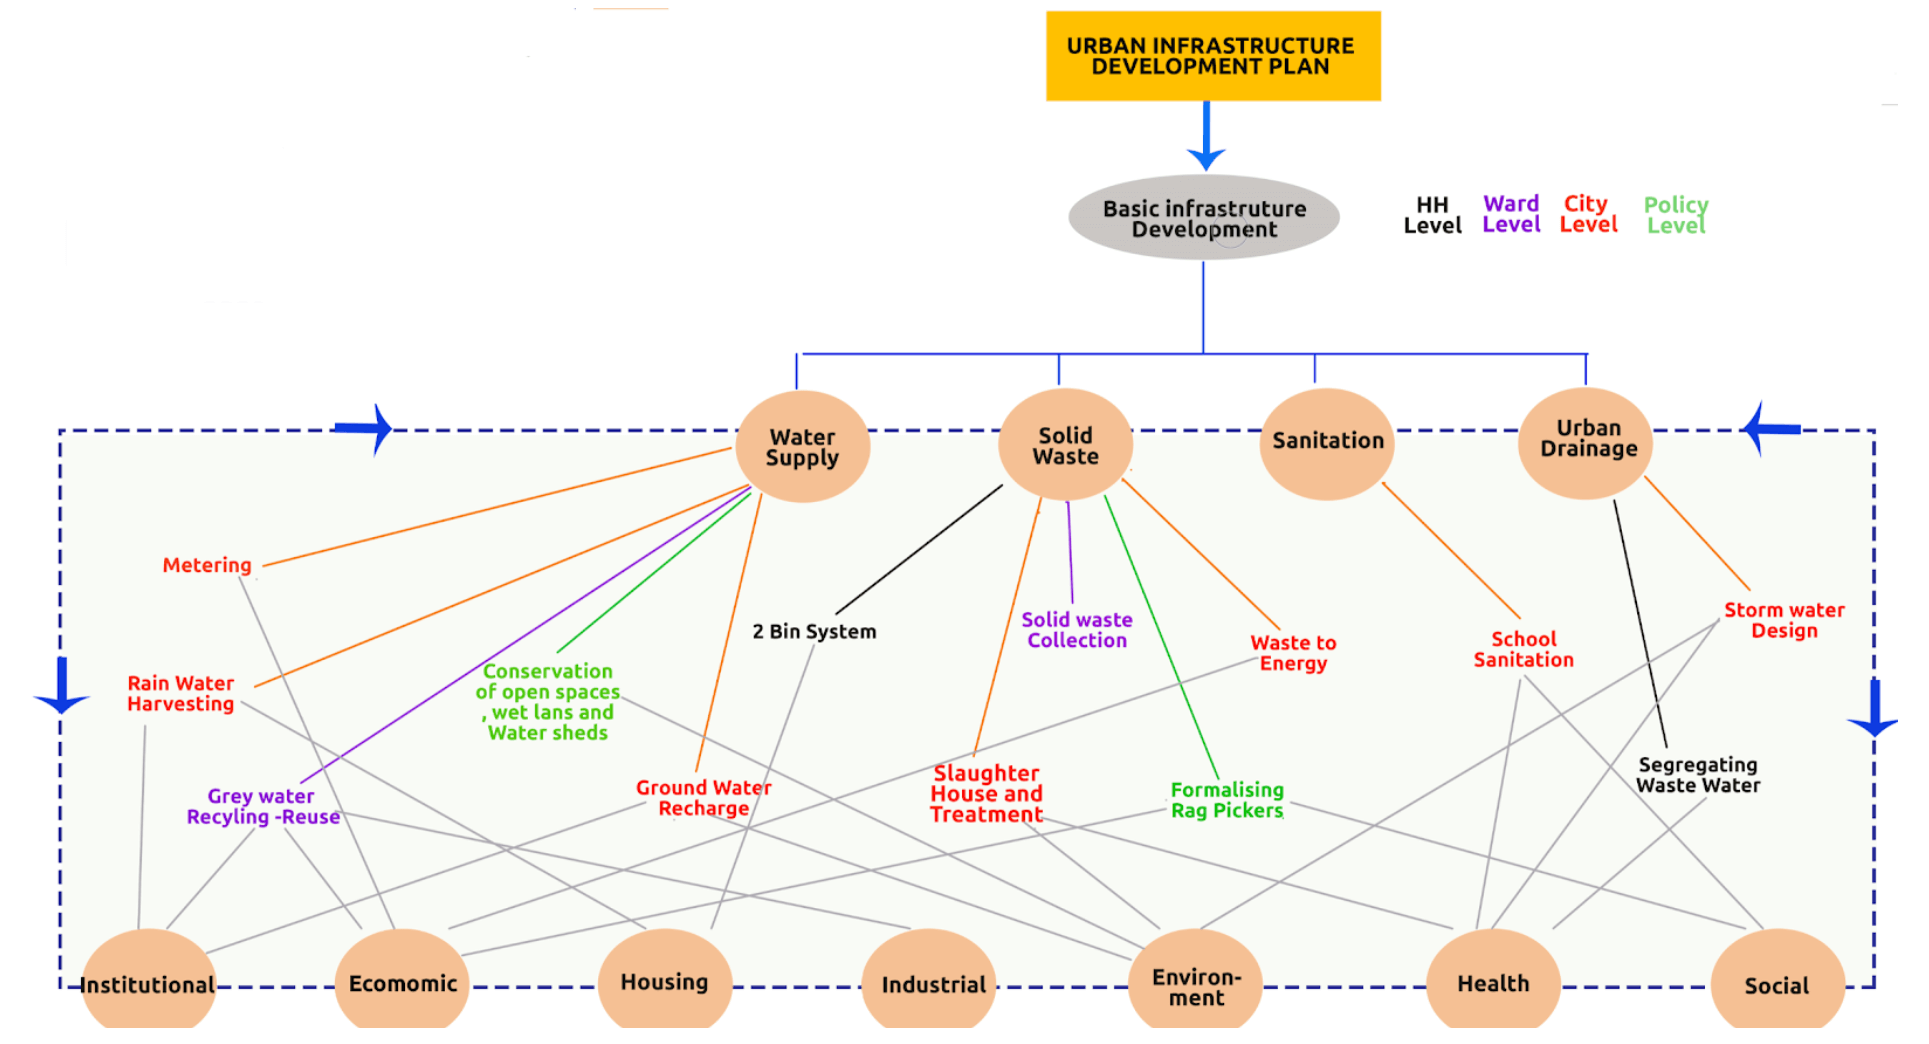 URBAN INFRASTRUCTURE
DEVELOPMENT PLAN
Basic infrastruture
Development
HH
Level
Ward
Level
City
Level
Policy
Level
Water
Supply
Solid
Waste
Sanitation
Urban
Drainage
Metering
Rain Water
Harvesting
Grey water
Recyling -Reuse
Conservation
of open spaces
, wet lans and
Water sheds
Ground Water
Recharge
2 Bin System
Slaughter
House and
Treatment
Solid waste
Collection
Formalising
Rag Pickers
Waste to
Energy
School
Sanitation
Segregating
Waste Water
Storm water
Design
Institutional
Ecomomic
Housing
Industrial
Environ-
ment
Health
Social